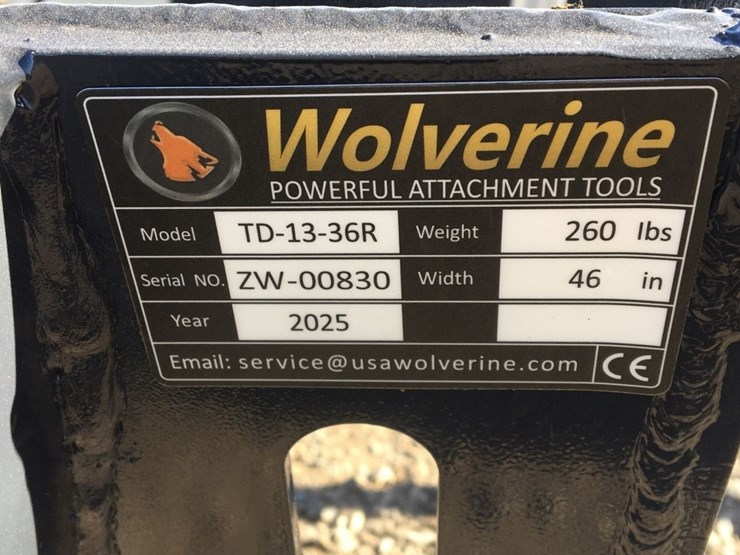 Wolverine
POWERFUL ATTACHMENT TOOLS
Model TD-13-36R Weight 260 lbs
Serial NO. ZW-00830 Width 46 in
Year 2025
Email: service@usawolverine.com CE